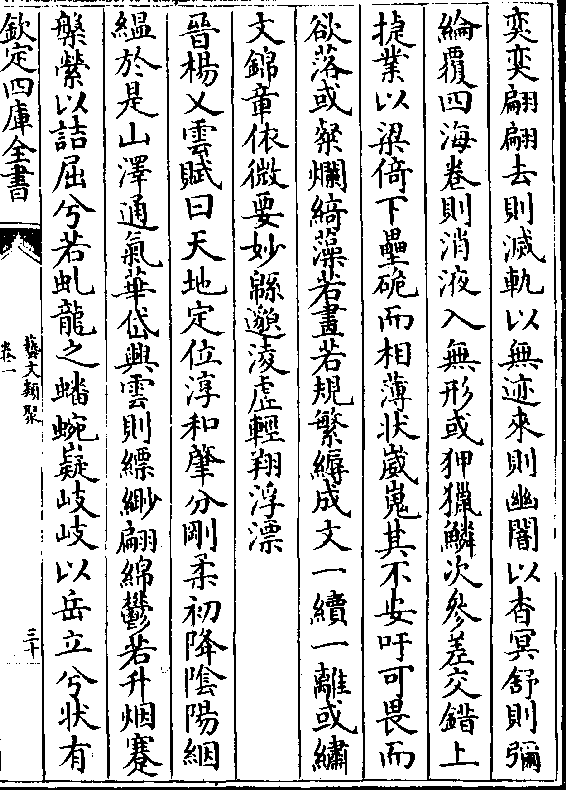 奕奕翩翩去則滅軌以無迹來則幽闇以杳冥舒則彌
綸覆四海卷則消液入無形或狎獵鱗次參差交錯上
捷業以梁倚下壘硊而相薄狀崴嵬其不安吁可畏而
欲落或粲爛綺藻若畫若規繁縟成文一續一離或繡
文錦章依微要妙緜邈凌虛輕翔浮漂
晉楊乂雲賦曰天地定位淳和肇分剛柔初降陰陽絪
緼於是山澤通氣華岱興雲則縹緲翩綿鬱若升烟蹇
槃縈以詰屈兮若虬龍之蟠蜿嶷岐岐以岳立兮狀有
欽定四庫全書
藝文類聚
卷一
三十